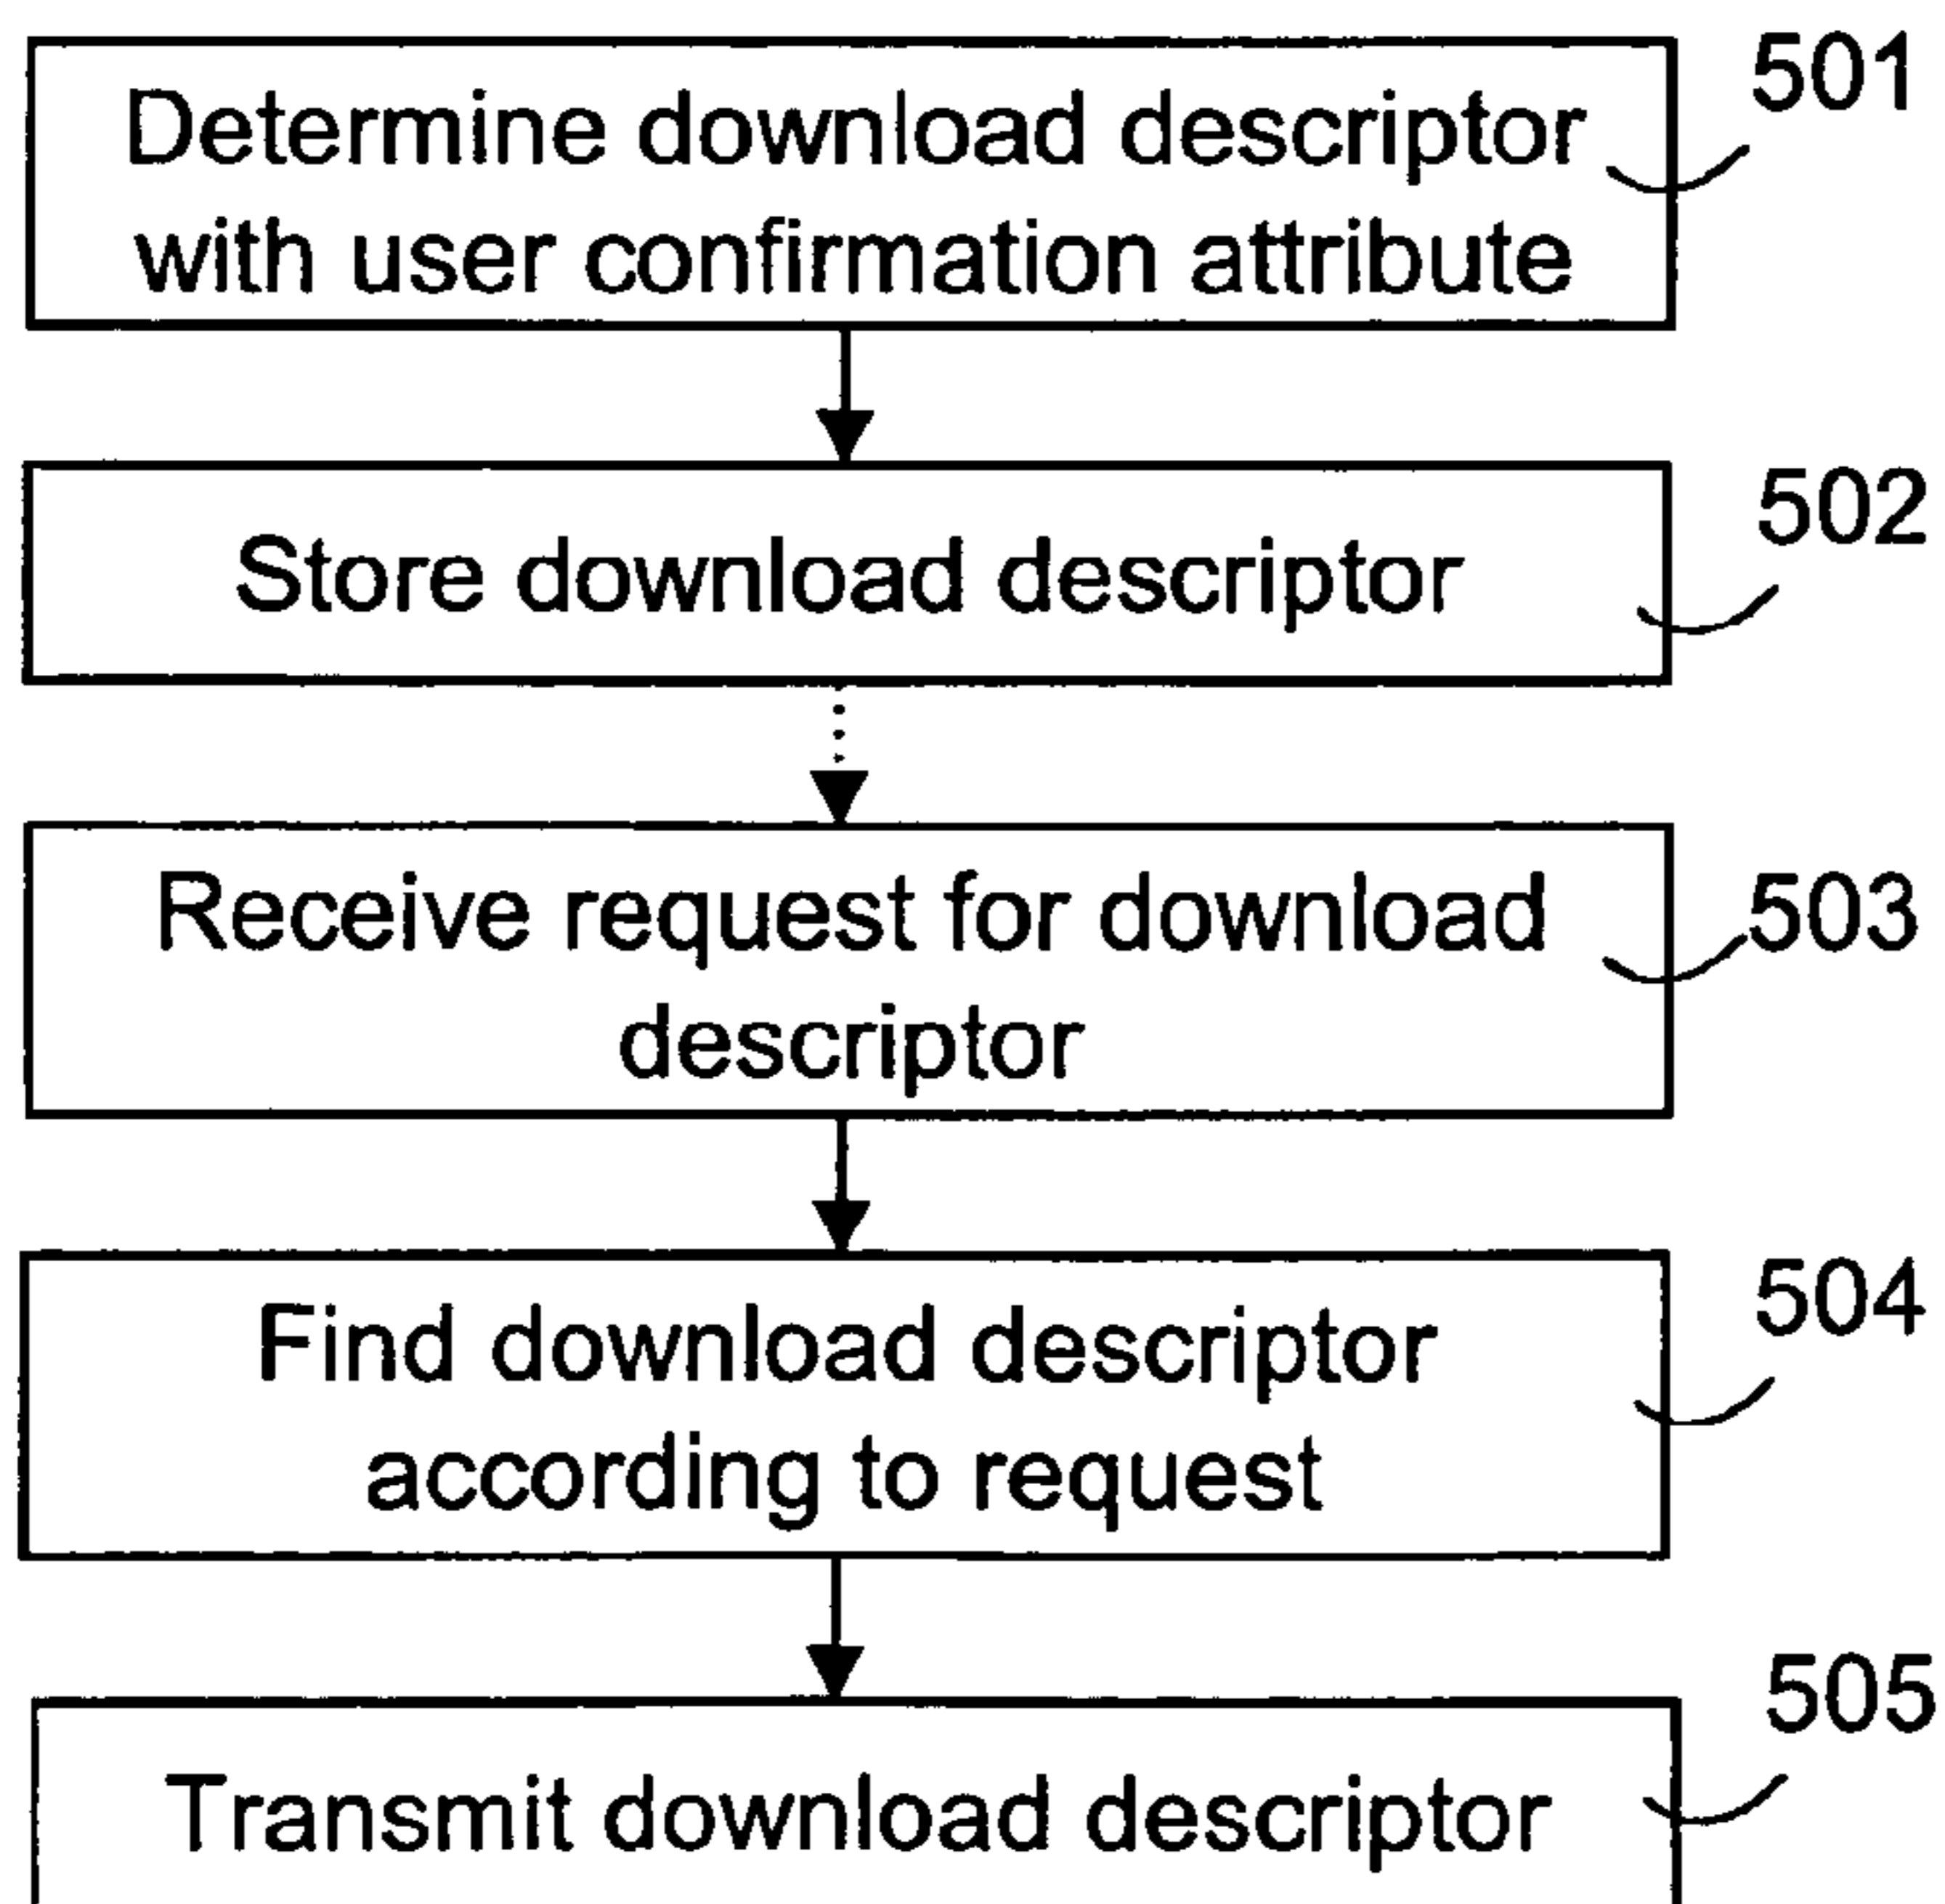 Determine download descriptor
with user confirmation attribute
501
Store download descriptor
502
Receive request for download
descriptor
503
Find download descriptor
according to request
504
Transmit download descriptor
505